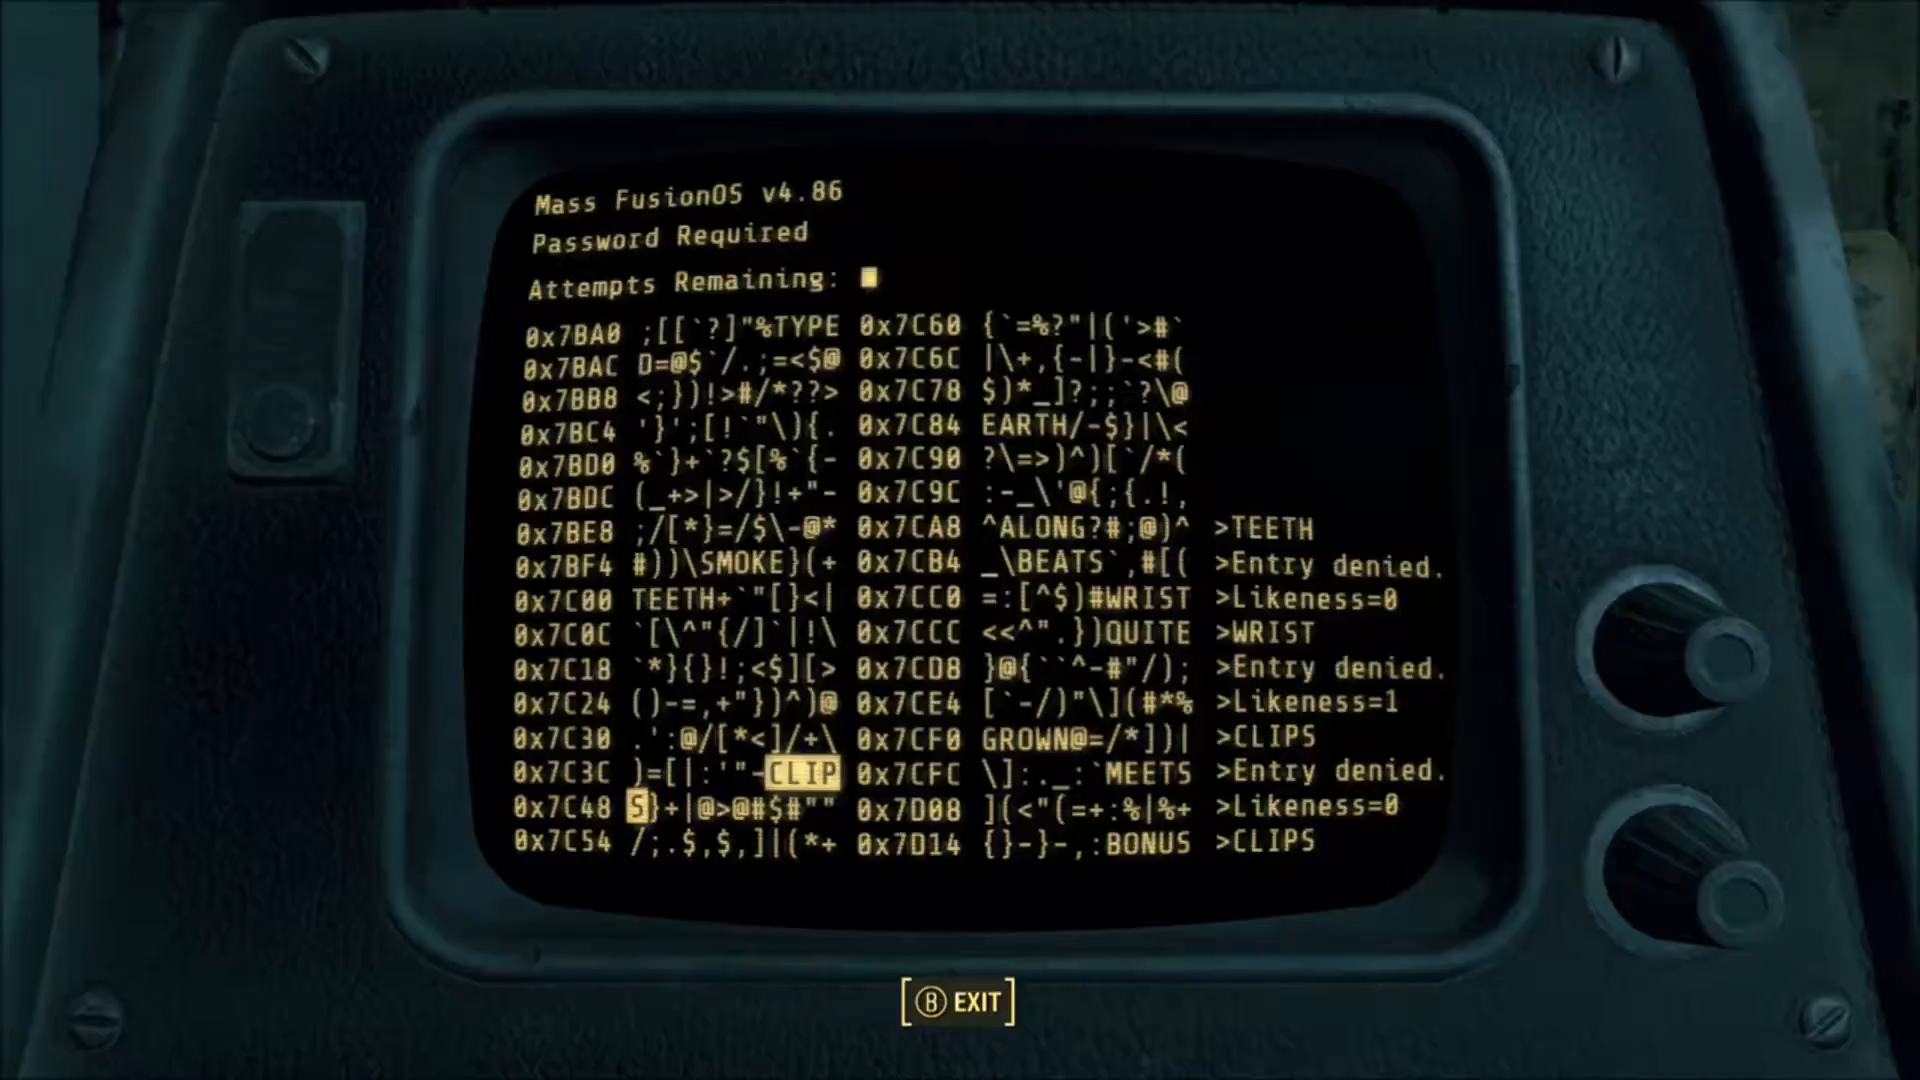 Mass FusionOS v4.86
Password Required
Attempts Remaining: ■
0x7BA0 ;[[`?]"%TYPE 0x7C60 {`=%?"|('>#`
0x7BAC D=@$`/.;=<$@ 0x7C6C |\+,{-|}-<#(
0x7BB8 <;})!>#/*??> 0x7C78 $)*_]?;;`?\@
0x7BC4 '}';[!`"\){. 0x7C84 EARTH/-$}|\<
0x7BD0 %`}+`?$[%`{- 0x7C90 ?\=>)^)[`/*(
0x7BDC (_+>|>/}!+"- 0x7C9C :-_\'@{;{.!,
0x7BE8 ;/[*}=/$\-@* 0x7CA8 ^ALONG?#;@)^ >TEETH
0x7BF4 #))\SMOKE}(+ 0x7CB4 _\BEATS`,#[( >Entry denied.
0x7C00 TEETH+`"[}<| 0x7CC0 =:[^$)#WRIST >Likeness=0
0x7C0C `[\^"{/]`|!\ 0x7CCC <<^".})QUITE >WRIST
0x7C18 `*}{}!;<$][> 0x7CD8 }@{``^-#"/); >Entry denied.
0x7C24 ()-=,+"})^)@ 0x7CE4 [`-/)"\](#*% >Likeness=1
0x7C30 .':@/[*<]/+\ 0x7CF0 GROWN@=/*])| >CLIPS
0x7C3C )=[|:'"-CLIP 0x7CFC \]:._:`MEETS >Entry denied.
0x7C48 S}+|@>@#$#"" 0x7D08 ](<"(=+:%|%+ >Likeness=0
0x7C54 /;.$,$,]|(*+ 0x7D14 {}-}-,:BONUS >CLIPS
[Ⓑ EXIT]